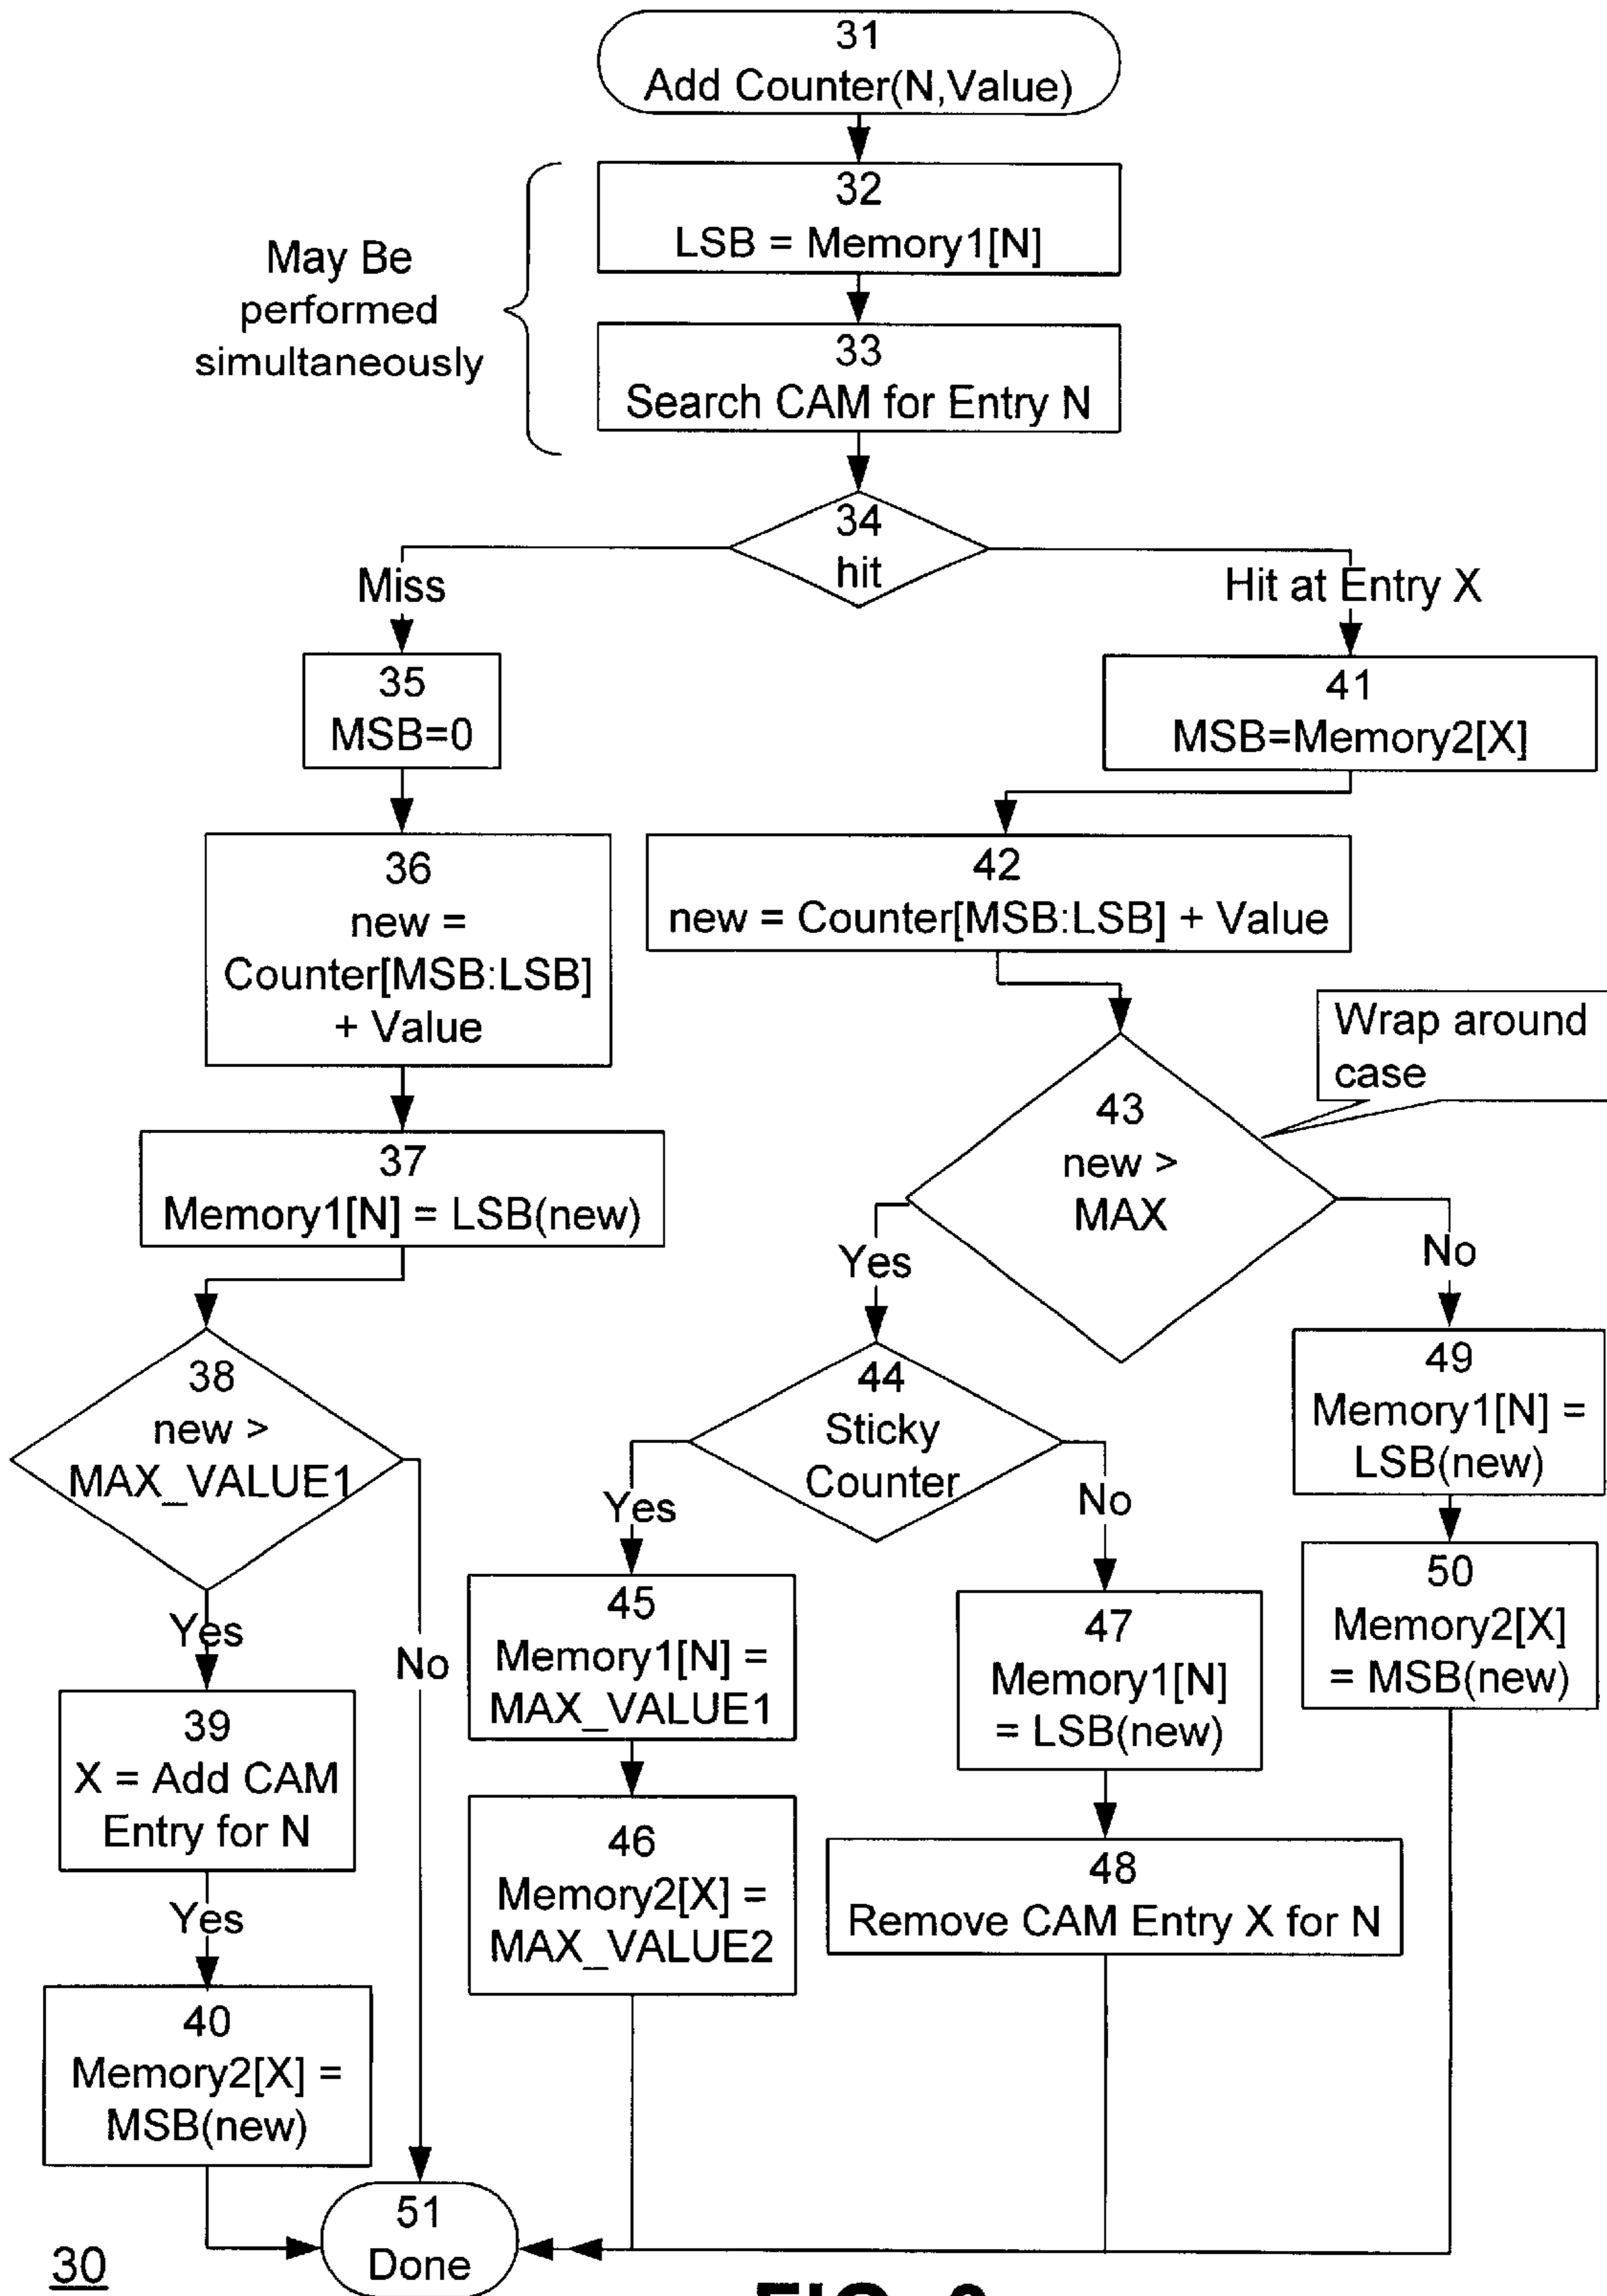 31
Add Counter(N,Value)
32
LSB = Memory1[N]
May Be
performed
simultaneously
33
Search CAM for Entry N
34
hit
Miss
Hit at Entry X
35
MSB=0
41
MSB=Memory2[X]
36
new =
Counter[MSB:LSB]
+ Value
42
new = Counter[MSB:LSB] + Value
Wrap around
case
37
Memory1[N] = LSB(new)
43
new >
MAX
Yes
No
38
new >
MAX_VALUE1
44
Sticky
Counter
49
Memory1[N] =
LSB(new)
Yes
No
Yes
No
45
Memory1[N] =
MAX_VALUE1
47
Memory1[N]
= LSB(new)
50
Memory2[X]
= MSB(new)
39
X = Add CAM
Entry for N
46
Memory2[X] =
MAX_VALUE2
48
Remove CAM Entry X for N
Yes
40
Memory2[X] =
MSB(new)
51
Done
30